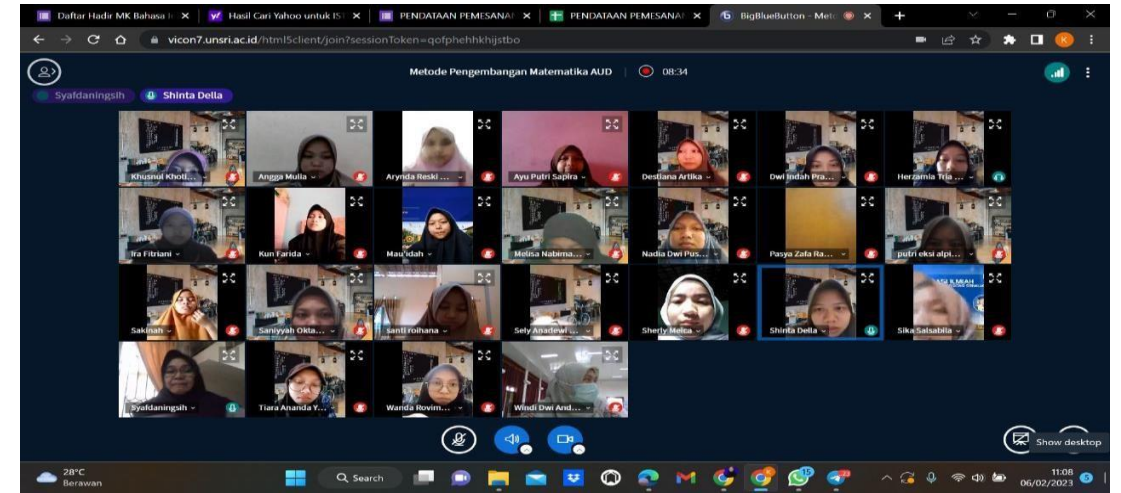 Daftar Hadir MK Bahasa I
Hasil Cari Yahoo untuk IS
PENDATAAN PEMESANA
PENDATAAN PEMESANA
BigBlueButton - Met
vicon7.unsri.ac.id/html5client/join?sessionToken=qofphehhkhijstbo
K
Metode Pengembangan Matematika AUD
08:34
Syafdaningsih
Shinta Della
Khusnul Khoti...
Angga Mulia
Arynda Reski ...
Ayu Putri Sapira
Destiana Artika
Dwi Indah Pra...
Herzamia Tria ...
Ira Fitriani
Kun Farida
Mau'idah
Melisa Nabima...
Nadia Dwi Pus...
Pasya Zafa Ra...
putri eksi alpi...
Sakinah
Saniyyah Okta...
santi roihana
Sely Anadewi ...
Sherly Meica
Shinta Della
Sika Salsabila
Syafdaningsih
Tiara Ananda Y...
Wanda Rovim...
Windi Dwi And...
Show desktop
28°C
Berawan
Search
15
11:08
06/02/2023